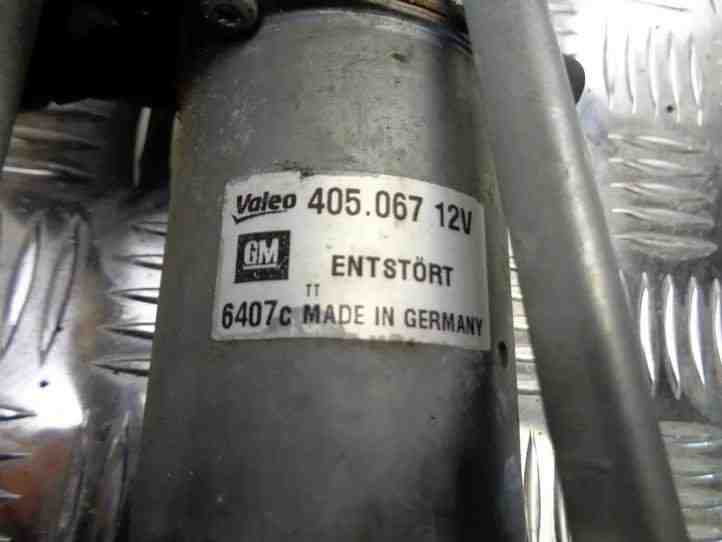 Valeo 405.067 12V
GM ENTSTÖRT
TT
6407c MADE IN GERMANY